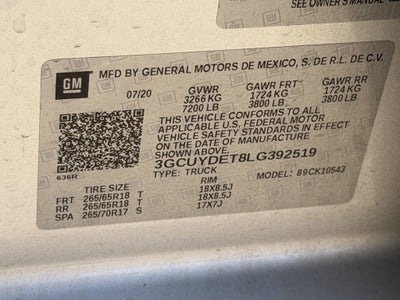 SEE OWNER'S MANUAL
GM
MFD BY GENERAL MOTORS DE MEXICO, S. DE R.L. DE C.V.
07/20 GVWR GAWR FRT GAWR RR
3266 KG 1724 KG 1724 KG
7200 LB 3800 LB 3800 LB
THIS VEHICLE CONFORMS TO ALL
APPLICABLE U.S. FEDERAL MOTOR
VEHICLE SAFETY STANDARDS IN EFFECT ON
THE DATE OF MANUFACTURE
SHOWN ABOVE.
3GCUYDET8LG392519
636R
TYPE: TRUCK MODEL: 89CK10543
TIRE SIZE RIM
FRT 265/65R18 T 18X8.5J
RR 265/65R18 T 18X8.5J
SPA 265/70R17 S 17X7J